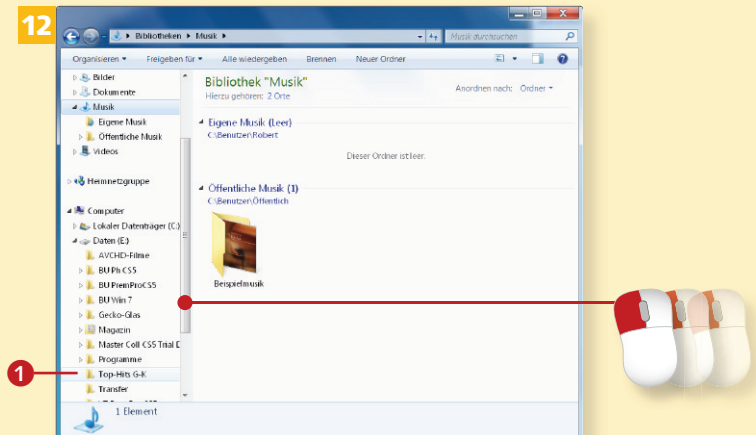 12
Bibliotheken ▸ Musik ▸
Musik durchsuchen
Organisieren
Freigeben für
Alle wiedergeben
Brennen
Neuer Ordner
Bilder
Dokumente
Musik
Eigene Musik
Öffentliche Musik
Videos
Heimnetzgruppe
Computer
Lokaler Datenträger (C:)
Daten (E:)
AVCHD-Filme
BU Ph CS5
BU PremProCS5
BU Win 7
Gecko-Glas
Magazin
Master Coll CS5 Trial
Programme
1
Top-Hits G-K
Transfer
Bibliothek "Musik"
Hierzu gehören: 2 Orte
Anordnen nach: Ordner
Eigene Musik (Leer)
C:\Benutzer\Robert
Dieser Ordner ist leer.
Öffentliche Musik (1)
C:\Benutzer\Öffentlich
Beispielmusik
1 Element